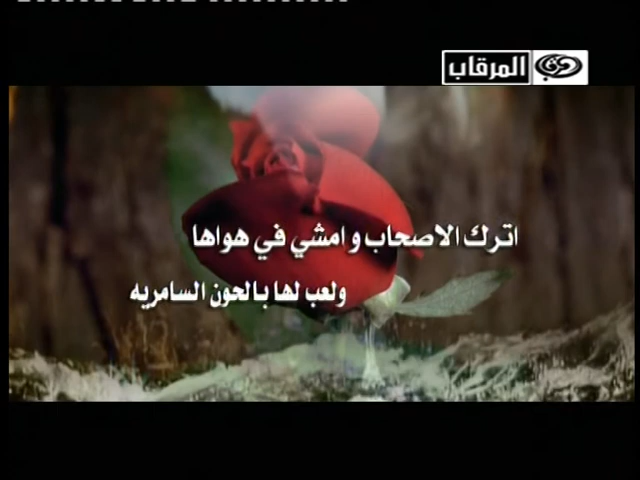 المرقاب
اترك الاصحاب و امشي في هواها
ولعب لها بالحون السامريه